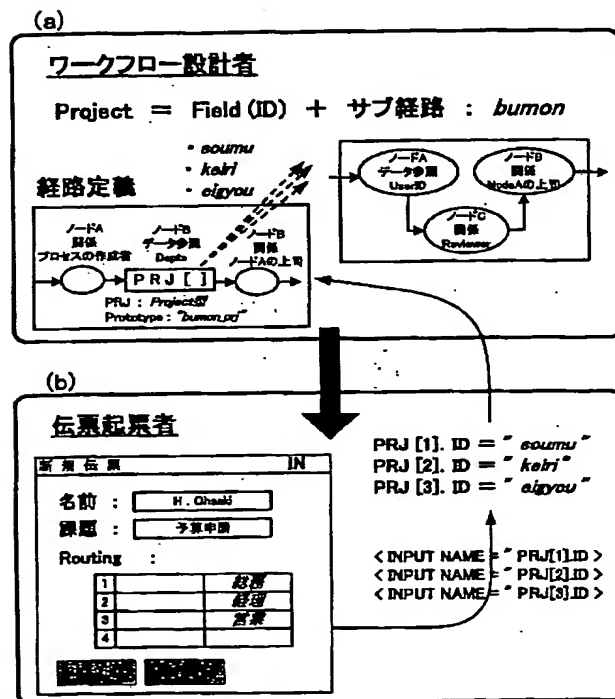 (a)
ワークフロー設計者
Project = Field (ID) + サブ経路 : bumon
・soumu
・keiri
・eigyou
経路定義
ノードA
関係
プロセスの作成者
ノードB
データ参照
Depts
ノードB
関係
ノードAの上司
PRJ [ ]
PRJ : Project型
Prototype : "bumon_prj"
ノードA
データ参照
UserID
ノードB
関係
NodeAの上司
ノードC
関係
Reviewer
(b)
伝票起票者
新規伝票 IN
名前 : H. Ohsaki
課題 : 予算申請
Routing :
1 総務
2 経理
3 営業
4
PRJ [1]. ID = " soumu "
PRJ [2]. ID = " keiri "
PRJ [3]. ID = " eigyou "
< INPUT NAME = " PRJ[1].ID >
< INPUT NAME = " PRJ[2].ID >
< INPUT NAME = " PRJ[3].ID >